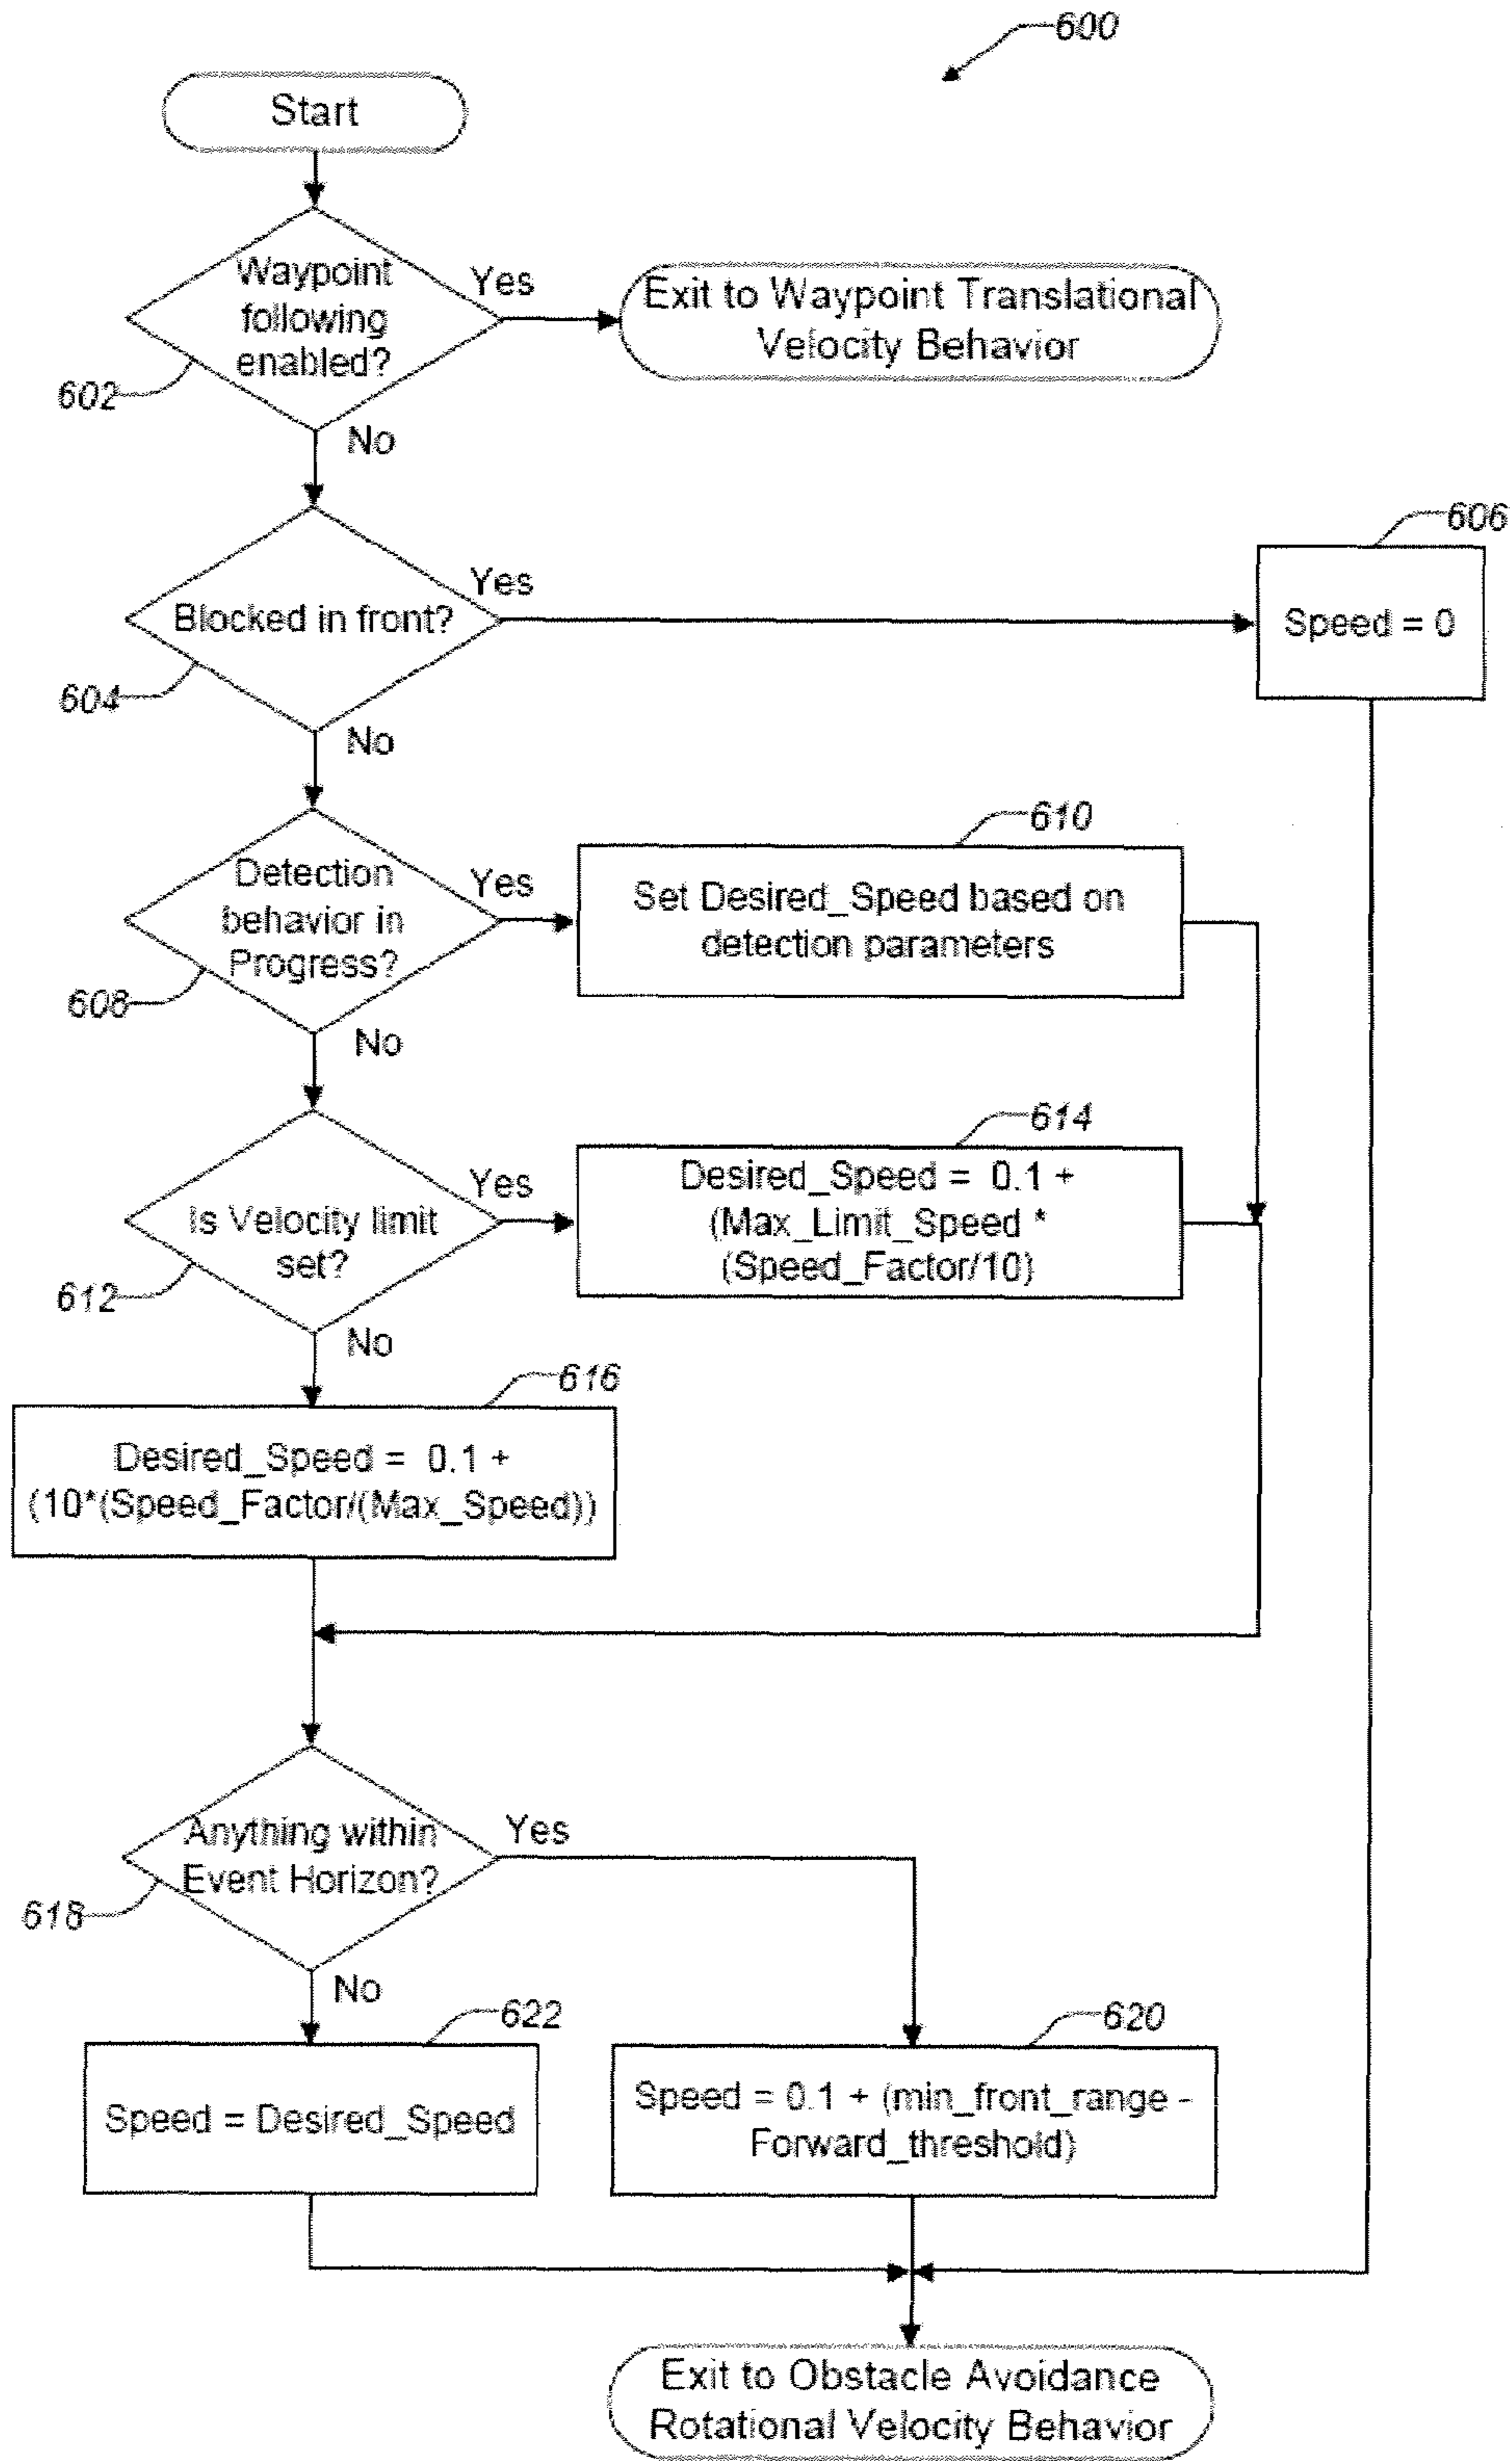 600
Start
Waypoint
following
enabled?
Yes
Exit to Waypoint Translational
Velocity Behavior
602
No
606
Blocked in front?
Yes
Speed = 0
604
No
610
Detection
behavior in
Progress?
Yes
Set Desired_Speed based on
detection parameters
608
No
614
Is Velocity limit
set?
Yes
Desired_Speed = 0.1 +
(Max_Limit_Speed *
(Speed_Factor/10)
612
No
616
Desired_Speed = 0.1 +
(10*(Speed_Factor/(Max_Speed))
Anything within
Event Horizon?
Yes
618
No
622
620
Speed = Desired_Speed
Speed = 0.1 + (min_front_range -
Forward_threshold)
Exit to Obstacle Avoidance
Rotational Velocity Behavior